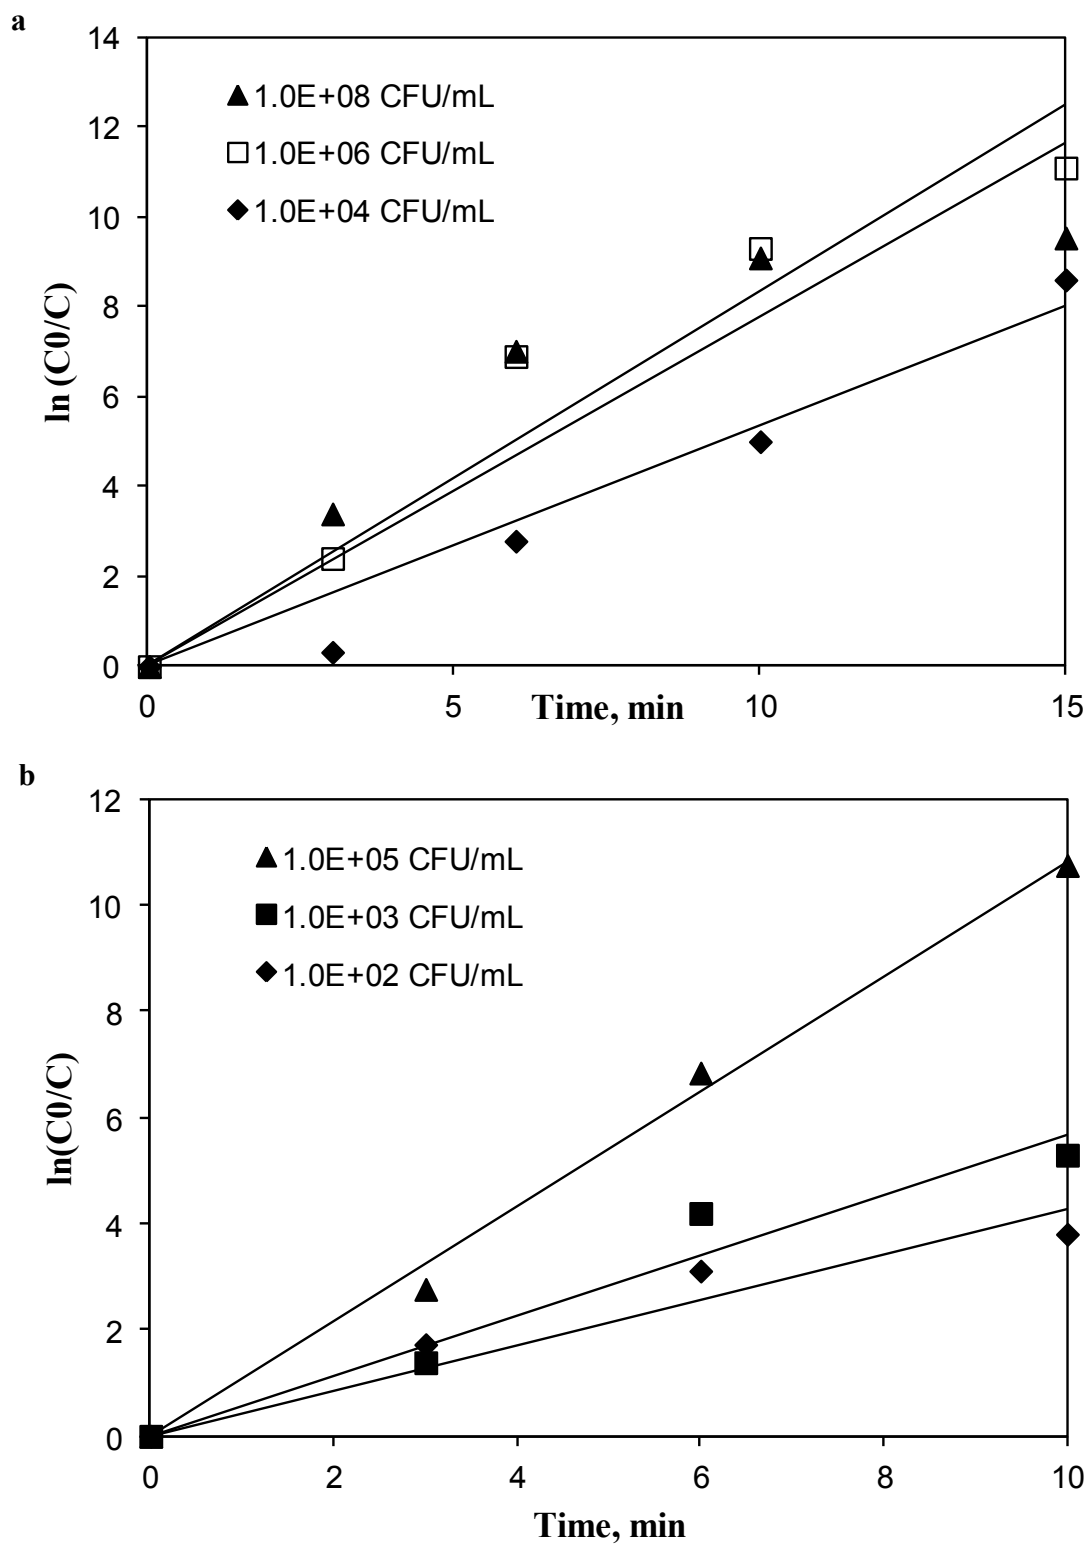 a
14
12
10
8
6
4
2
0
ln (C0/C)
1.0E+08 CFU/mL
1.0E+06 CFU/mL
1.0E+04 CFU/mL
0 5 10 15
Time, min
b
12
10
8
6
4
2
0
ln(C0/C)
1.0E+05 CFU/mL
1.0E+03 CFU/mL
1.0E+02 CFU/mL
0 2 4 6 8 10
Time, min